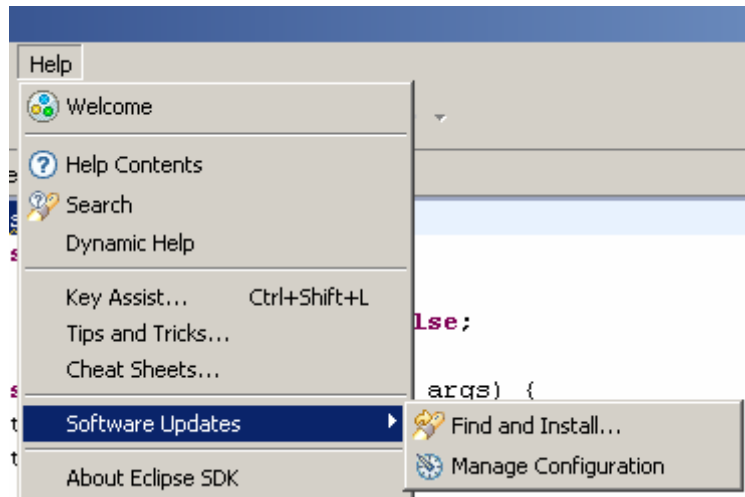 Help
Welcome
Help Contents
Search
Dynamic Help
Key Assist... Ctrl+Shift+L
Tips and Tricks...
lse;
Cheat Sheets...
args) {
Software Updates
Find and Install...
Manage Configuration
About Eclipse SDK